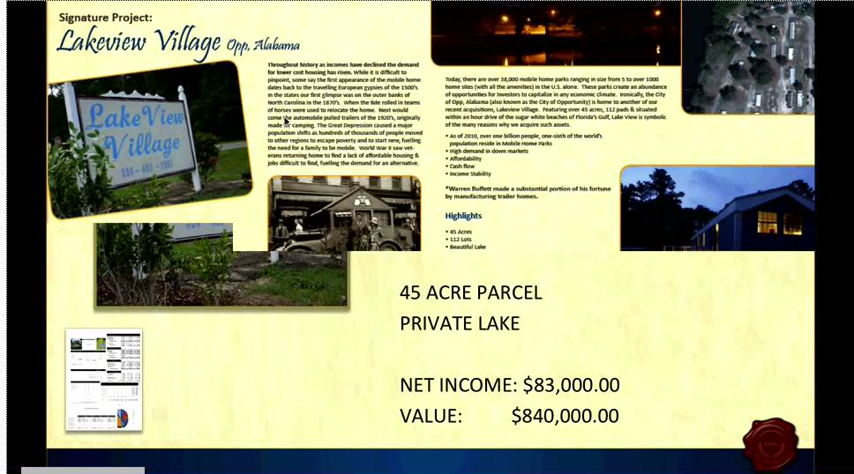 Signature Project:
Lakeview Village Opp, Alabama
LakeView
Village
334 - 493 -
Throughout history as incomes have declined the demand
for lower cost housing has risen. While it is difficult to
pinpoint, some say the first appearance of the mobile home
dates back to the travelling European gypsies of the 1500's.
In the states our first glimpse was on the outer banks of
North Carolina in the 1870's. When the tide rolled in teams
of horses were used to relocate the home. Next would
come the automobile pulled trailers of the 1920's, originally
made for camping. The Great Depression caused a major
population shifts as hundreds of thousands of people moved
to other regions to escape poverty and to start new, fuelling
the need for a family to be mobile. World War II saw vet-
erans returning home to find a lack of affordable housing &
jobs difficult to find, fuelling the demand for an alternative.
Today, there are over 38,000 mobile home parks ranging in size from 5 to over 1000
home sites (with all the amenities) in the U.S. alone. These parks create an abundance
of opportunities for investors to capitalize in any economic climate. Ironically, the City
of Opp, Alabama (also known as the City of Opportunity) is home to another of our
recent acquisitions, Lakeview Village. Featuring over 45 acres, 112 pads & situated
within an hour drive of the sugar white beaches of Florida's Gulf, Lake View is symbolic
of the many reasons why we acquire such assets.
• As of 2010, over one billion people, one-sixth of the world's
population reside in Mobile Home Parks
• High demand in down markets
• Affordability
• Cash flow
• Income Stability
*Warren Buffett made a substantial portion of his fortune
by manufacturing trailer homes.
Highlights
• 45 Acres
• 112 Lots
• Beautiful Lake
45 ACRE PARCEL
PRIVATE LAKE
NET INCOME: $83,000.00
VALUE: $840,000.00